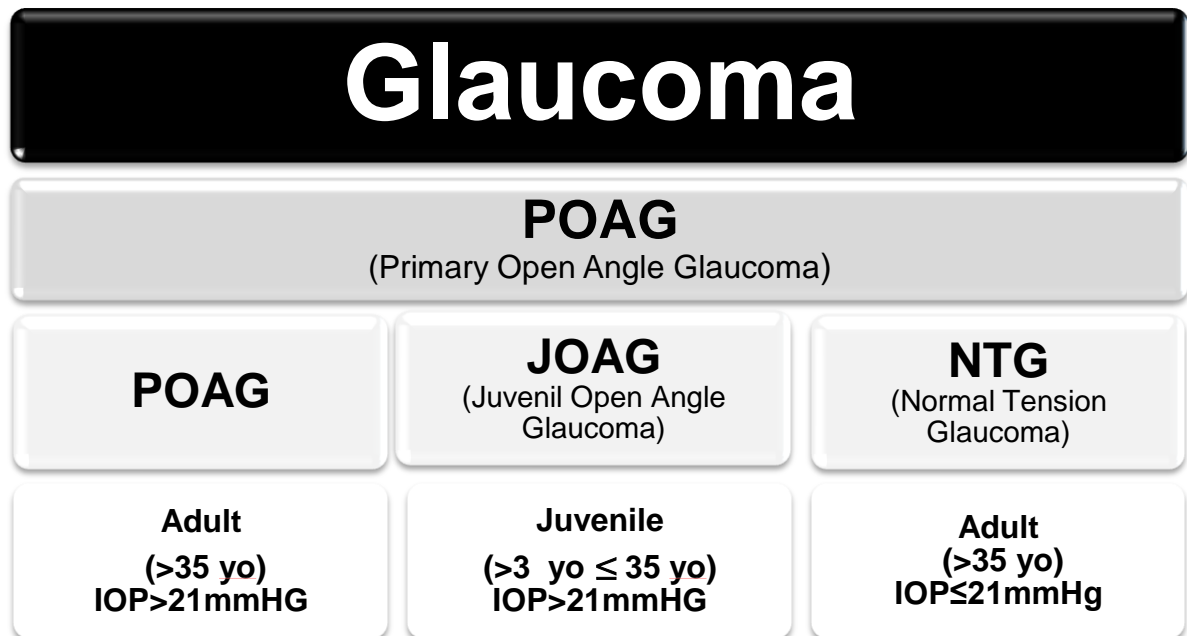 Glaucoma
POAG
(Primary Open Angle Glaucoma)
POAG
JOAG
(Juvenil Open Angle
Glaucoma)
NTG
(Normal Tension
Glaucoma)
Adult
(>35 yo)
IOP>21mmHG
Juvenile
(>3 yo ≤ 35 yo)
IOP>21mmHG
Adult
(>35 yo)
IOP≤21mmHg